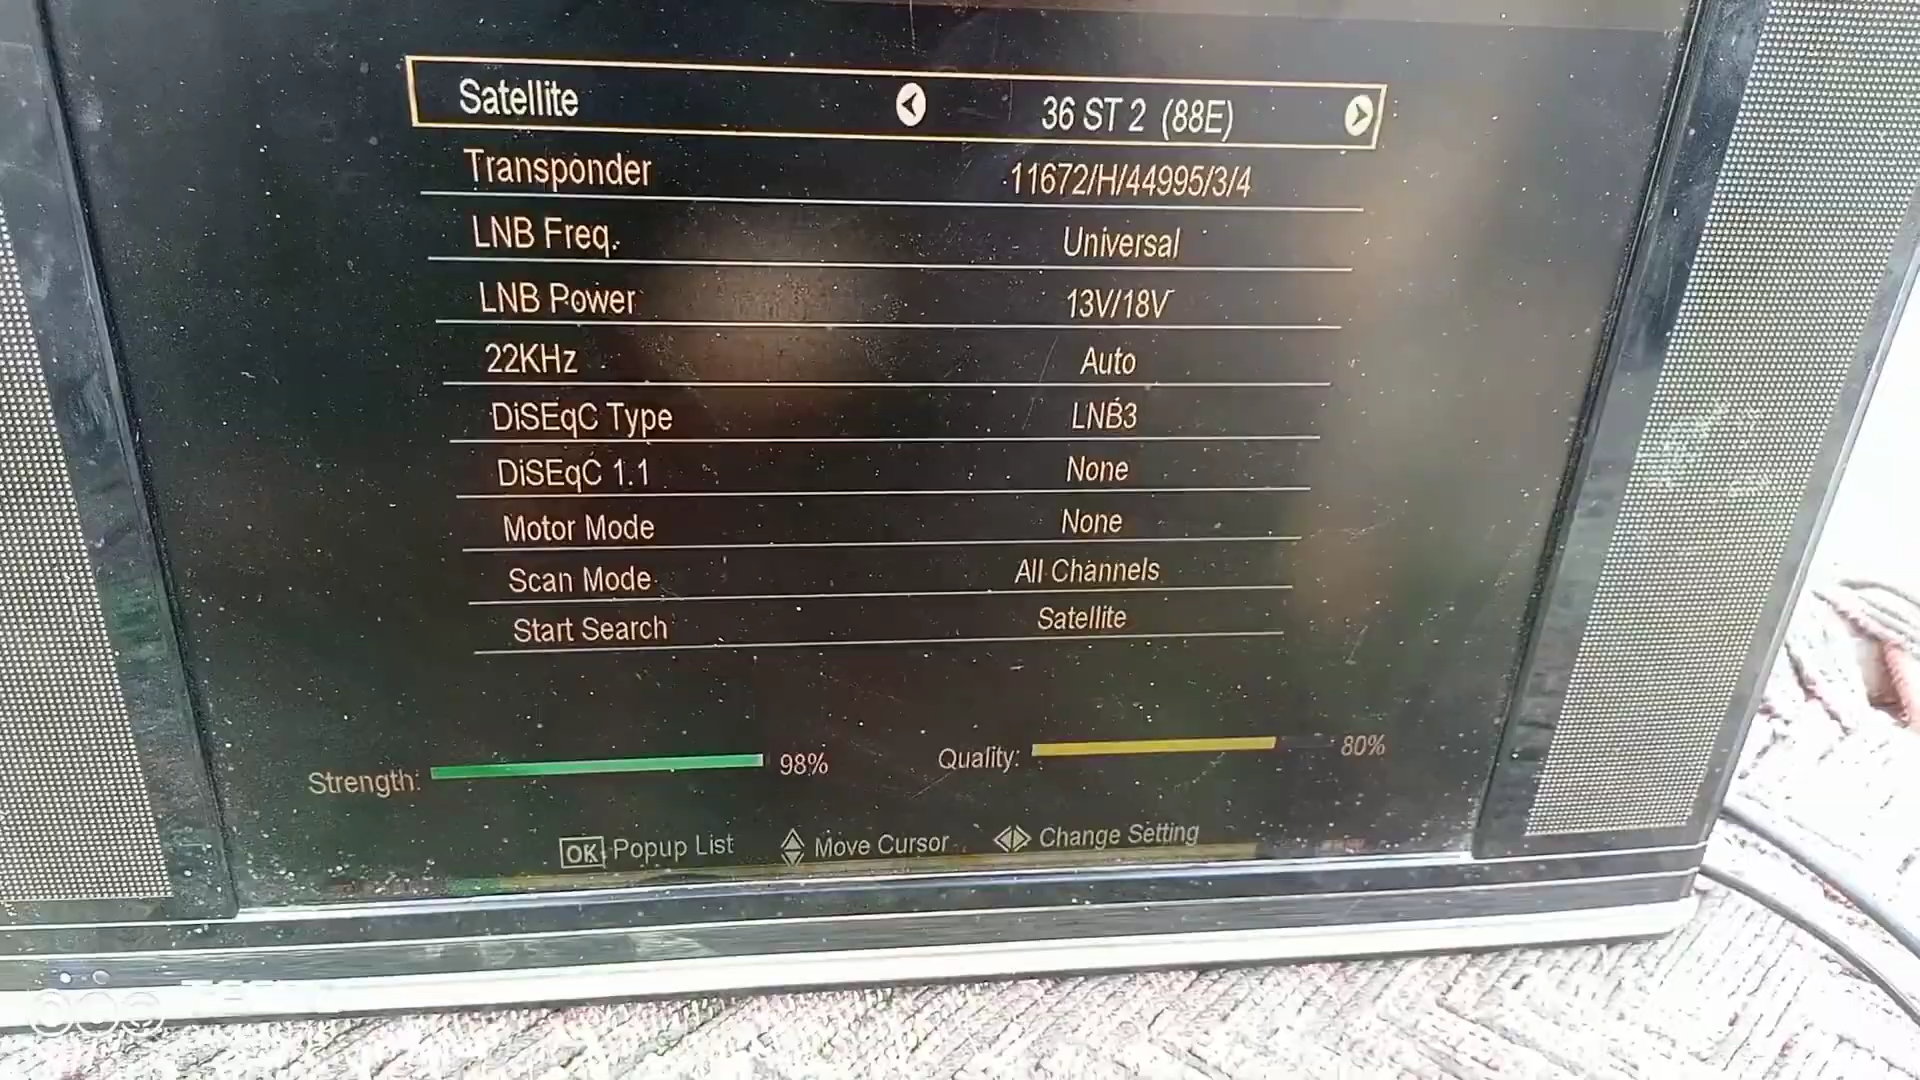 Satellite 36 ST 2 (88E)
Transponder 11672/H/44995/3/4
LNB Freq. Universal
LNB Power 13V/18V
22KHz Auto
DiSEqC Type LNB3
DiSEqC 1.1 None
Motor Mode None
Scan Mode All Channels
Start Search Satellite
Strength: 98% Quality: 80%
OK Popup List Move Cursor Change Setting